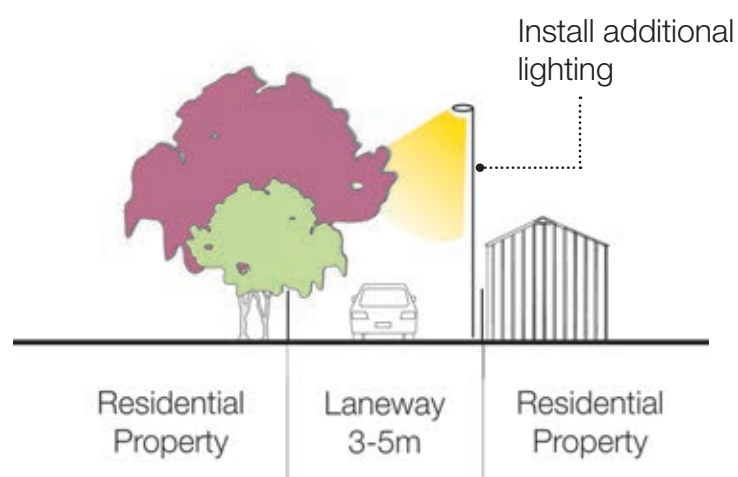 Install additional
lighting
Residential
Property
Laneway
3-5m
Residential
Property